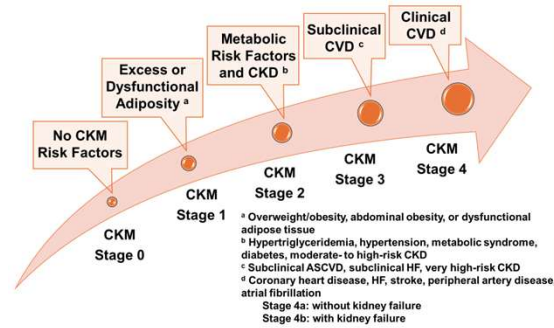 Clinical
CVD d
Subclinical
CVD c
Metabolic
Risk Factors
and CKD b
Excess or
Dysfunctional
Adiposity a
No CKM
Risk Factors
CKM
Stage 0
CKM
Stage 1
CKM
Stage 2
CKM
Stage 3
CKM
Stage 4
a Overweight/obesity, abdominal obesity, or dysfunctional
adipose tissue
b Hypertriglyceridemia, hypertension, metabolic syndrome,
diabetes, moderate- to high-risk CKD
c Subclinical ASCVD, subclinical HF, very high-risk CKD
d Coronary heart disease, HF, stroke, peripheral artery disease,
atrial fibrillation
Stage 4a: without kidney failure
Stage 4b: with kidney failure